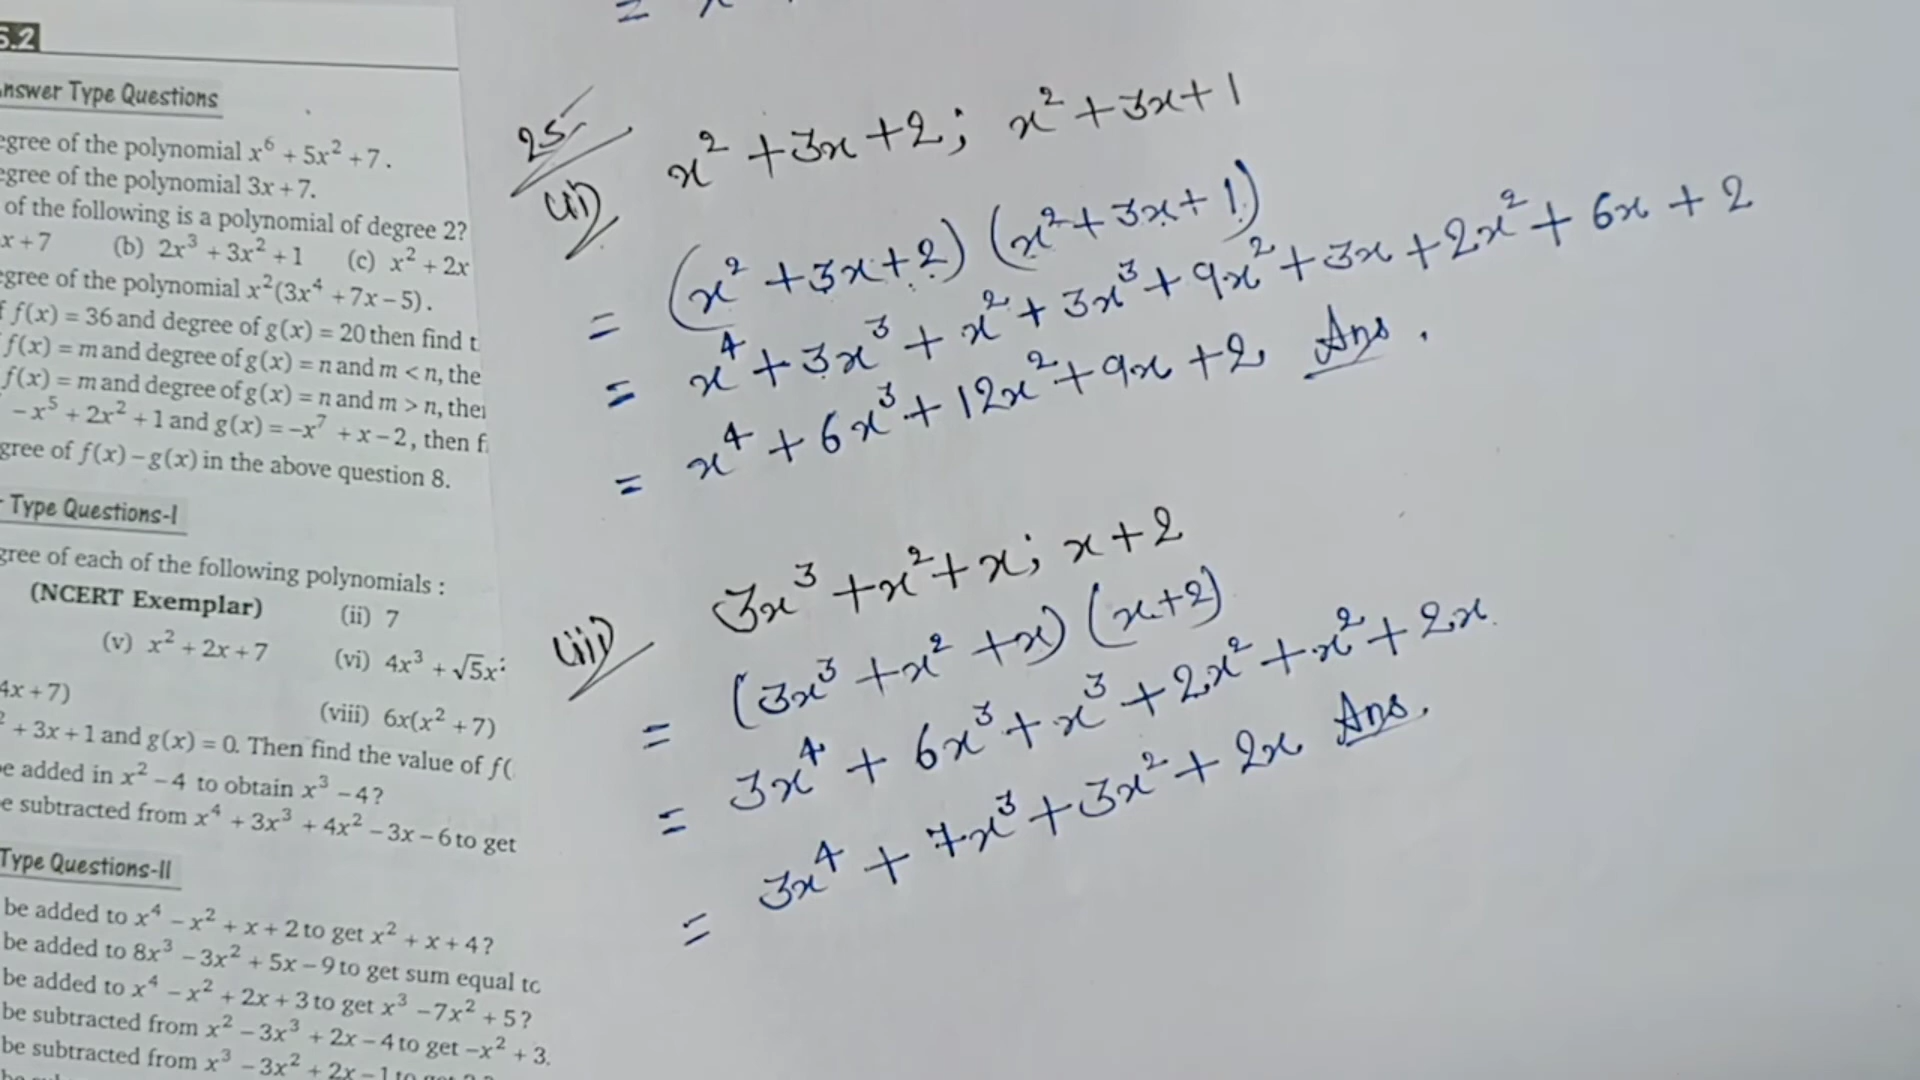 5.2
nswer Type Questions
egree of the polynomial x⁶ + 5x² + 7.
egree of the polynomial 3x + 7.
of the following is a polynomial of degree 2?
x + 7 (b) 2x³ + 3x² + 1 (c) x² + 2x
egree of the polynomial x²(3x⁴ + 7x − 5).
f f(x) = 36 and degree of g(x) = 20 then find t
f(x) = m and degree of g(x) = n and m < n, the
f(x) = m and degree of g(x) = n and m > n, the
− x⁵ + 2x² + 1 and g(x) = −x⁷ + x − 2, then f
gree of f(x) − g(x) in the above question 8.
Type Questions-I
gree of each of the following polynomials :
(NCERT Exemplar) (ii) 7
(v) x² + 2x + 7 (vi) 4x³ + √5x
4x + 7) (viii) 6x(x² + 7)
² + 3x + 1 and g(x) = 0. Then find the value of f(
e added in x² − 4 to obtain x³ − 4?
e subtracted from x⁴ + 3x³ + 4x² − 3x − 6 to get
Type Questions-II
be added to x⁴ − x² + x + 2 to get x² + x + 4?
be added to 8x³ − 3x² + 5x − 9 to get sum equal to
be added to x⁴ − x² + 2x + 3 to get x³ − 7x² + 5?
be subtracted from x² − 3x³ + 2x − 4 to get −x² + 3.
be subtracted from x³ − 3x² + 2x − 1 to
= x
25
(ii) x² + 3x + 2; x² + 3x + 1
= (x² + 3x + 2) (x² + 3x + 1)
= x⁴ + 3x³ + x² + 3x³ + 9x² + 3x + 2x² + 6x + 2
= x⁴ + 6x³ + 12x² + 9x + 2 Ans.
(iii) 3x³ + x² + x; x + 2
= (3x³ + x² + x) (x + 2)
= 3x⁴ + 6x³ + x³ + 2x² + x² + 2x
= 3x⁴ + 7x³ + 3x² + 2x Ans.